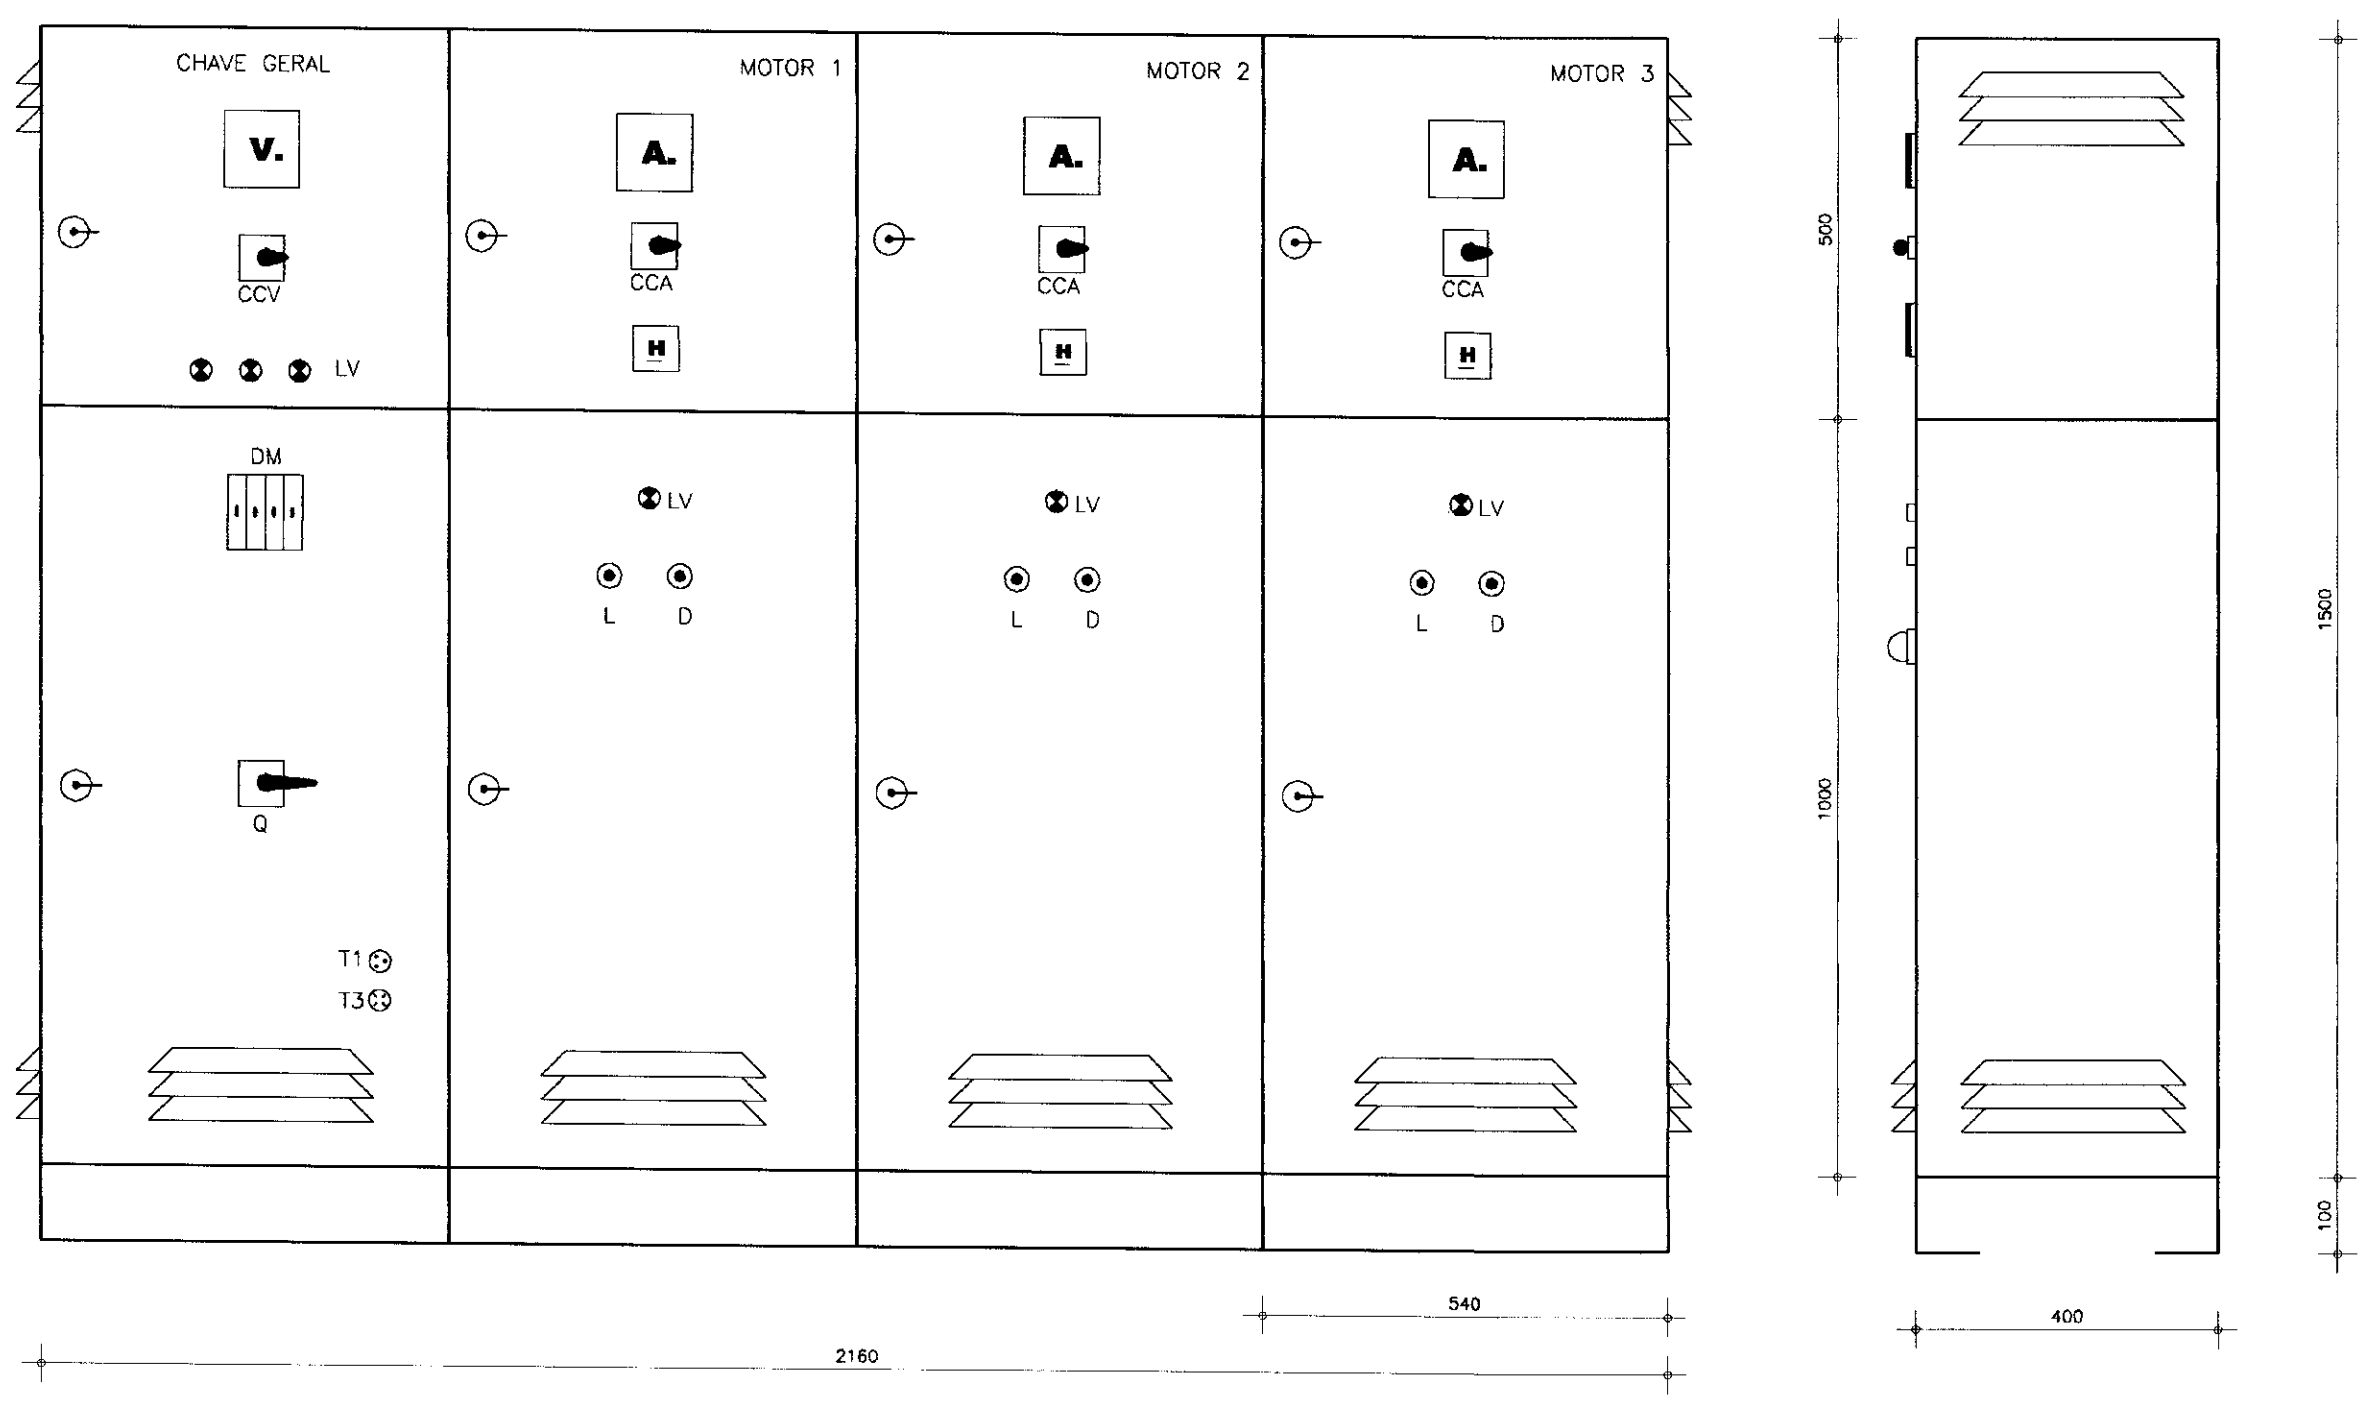 CHAVE GERAL
MOTOR 1
MOTOR 2
MOTOR 3
V.
A.
A.
A.
CCV
CCA
CCA
CCA
H
H
H
LV
DM
LV
LV
LV
L D
L D
L D
Q
T1
T3
500
1000
1500
100
540
2160
400